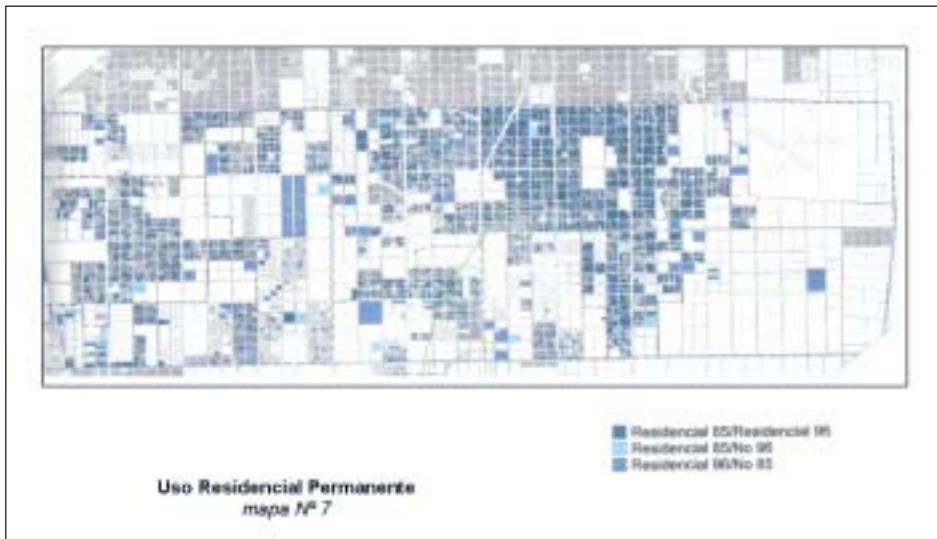 Residencial 85/Residencial 96
Residencial 85/No 96
Residencial 96/No 85
Uso Residencial Permanente
mapa Nº 7